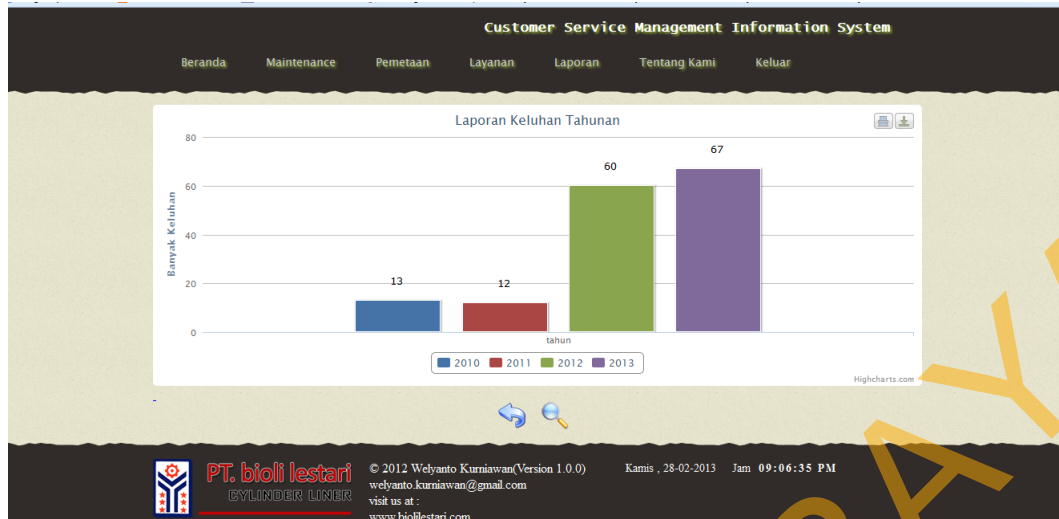 Customer Service Management Information System
Beranda Maintenance Pemetaan Layanan Laporan Tentang Kami Keluar
Laporan Keluhan Tahunan
Banyak Keluhan
80
60
40
20
0
13
12
60
67
tahun
2010 2011 2012 2013
Highcharts.com
PT. bioli lestari
CYLINDER LINER
© 2012 Welyanto Kurniawan(Version 1.0.0)
welyanto.kurniawan@gmail.com
visit us at :
www.biolilestari.com
Kamis , 28-02-2013 Jam 09:06:35 PM
A Y